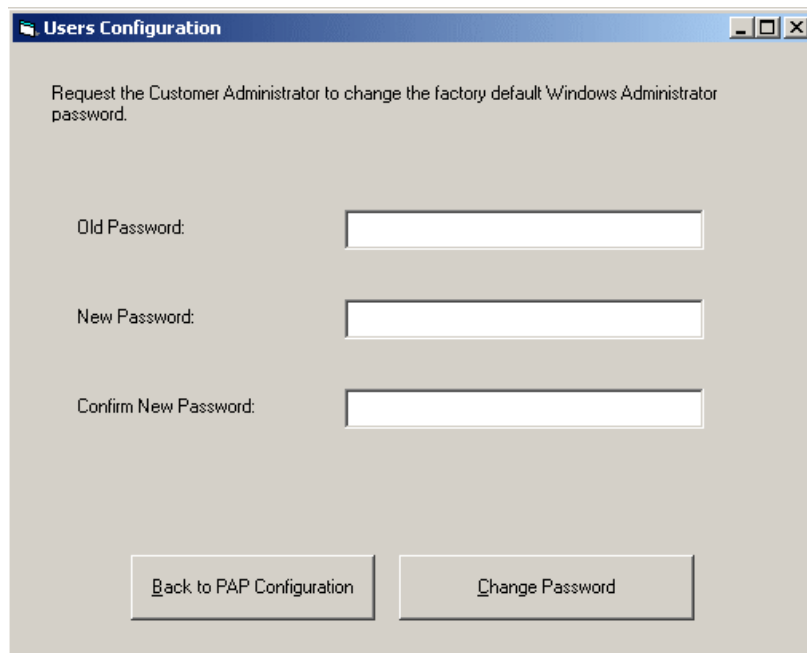 Users Configuration
Request the Customer Administrator to change the factory default Windows Administrator
password.
Old Password:
New Password:
Confirm New Password:
Back to PAP Configuration
Change Password